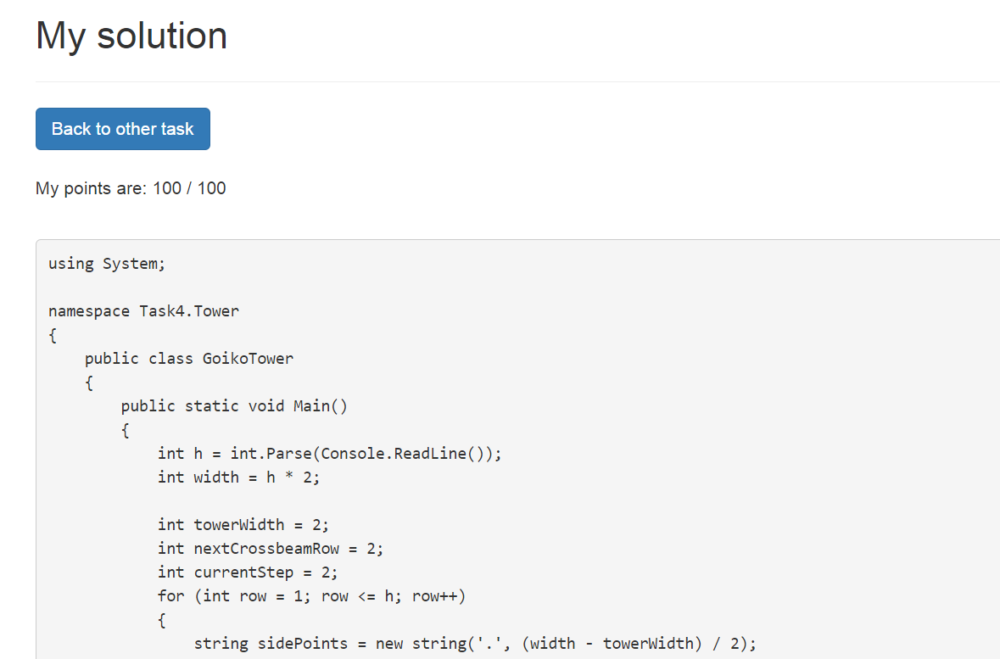 My solution
Back to other task
My points are: 100 / 100
using System;
namespace Task4.Tower
{
public class GoikoTower
{
public static void Main()
{
int h = int.Parse(Console.ReadLine());
int width = h * 2;
int towerWidth = 2;
int nextCrossbeamRow = 2;
int currentStep = 2;
for (int row = 1; row <= h; row++)
{
string sidePoints = new string('.', (width - towerWidth) / 2);